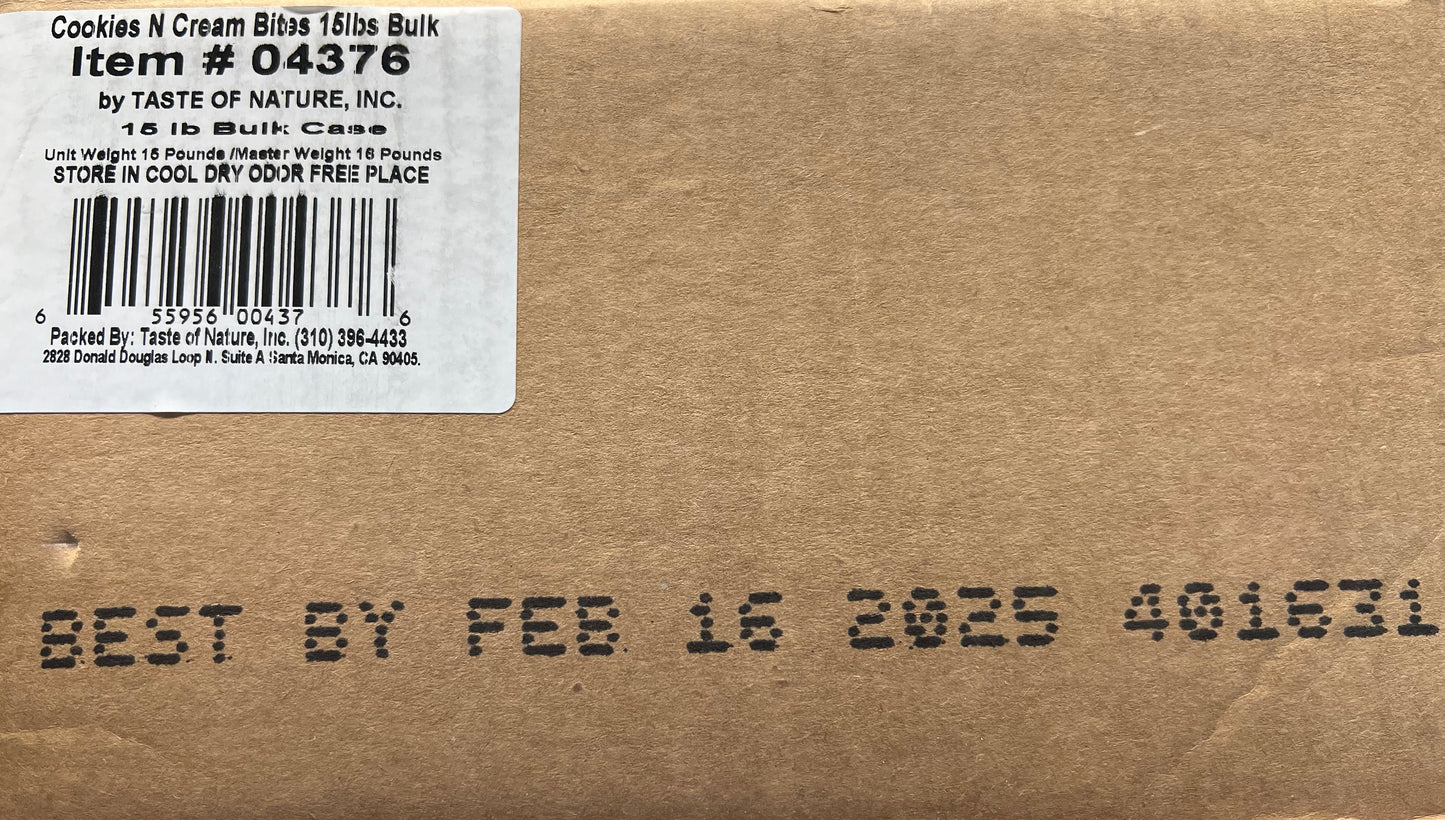 Cookies N Cream Bites 15lbs Bulk
Item # 04376
by TASTE OF NATURE, INC.
15 lb Bulk Case
Unit Weight 15 Pounds /Master Weight 16 Pounds
STORE IN COOL DRY ODOR FREE PLACE
6 55956 00437 6
Packed By: Taste of Nature, Inc. (310) 396-4433
2828 Donald Douglas Loop N. Suite A Santa Monica, CA 90405.
BEST BY FEB 16 2025 401631